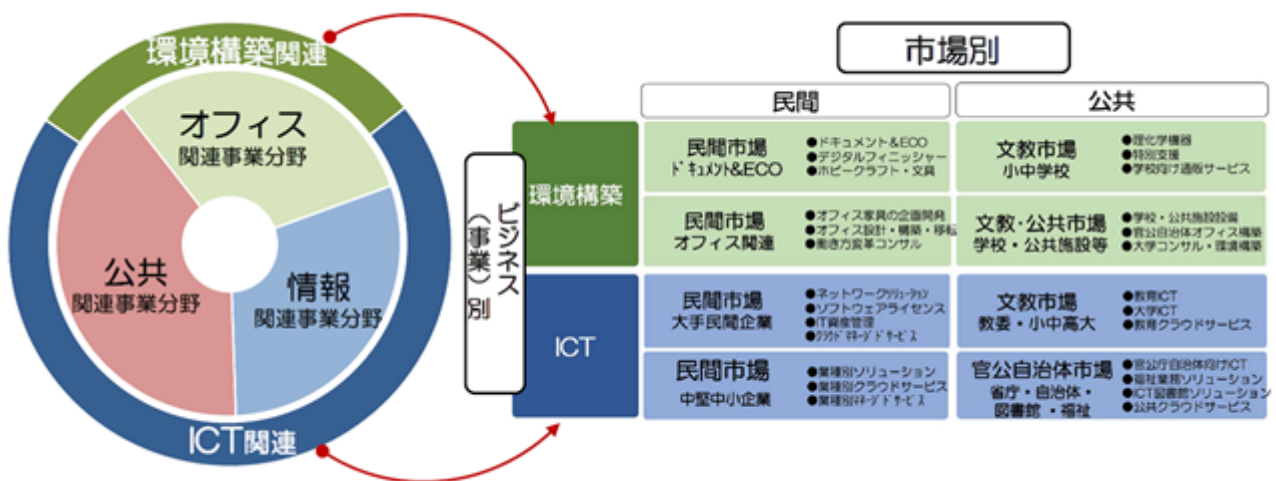 環境構築関連
オフィス
関連事業分野
公共
関連事業分野
情報
関連事業分野
ICT関連
市場別
民間
公共
ビジネス
（事業）別
環境構築
民間市場
ドキュメント&ECO
●ドキュメント&ECO
●デジタルフィニッシャー
●ホビークラフト・文具
文教市場
小中学校
●理化学機器
●特別支援
●学校向け通販サービス
民間市場
オフィス関連
●オフィス家具の企画開発
●オフィス設計・構築・移転
●働き方変革コンサル
文教・公共市場
学校・公共施設等
●学校・公共施設設備
●官公自治体オフィス構築
●大学コンサル・環境構築
ICT
民間市場
大手民間企業
●ネットワークソリューション
●ソフトウェアライセンス
●IT資産管理
●クラウドマネージドサービス
文教市場
教委・小中高大
●教育ICT
●大学ICT
●教育クラウドサービス
民間市場
中堅中小企業
●業種別ソリューション
●業種別クラウドサービス
●業種別マネージドサービス
官公自治体市場
省庁・自治体・
図書館・福祉
●官公庁自治体向けICT
●福祉業務ソリューション
●ICT図書館ソリューション
●公共クラウドサービス